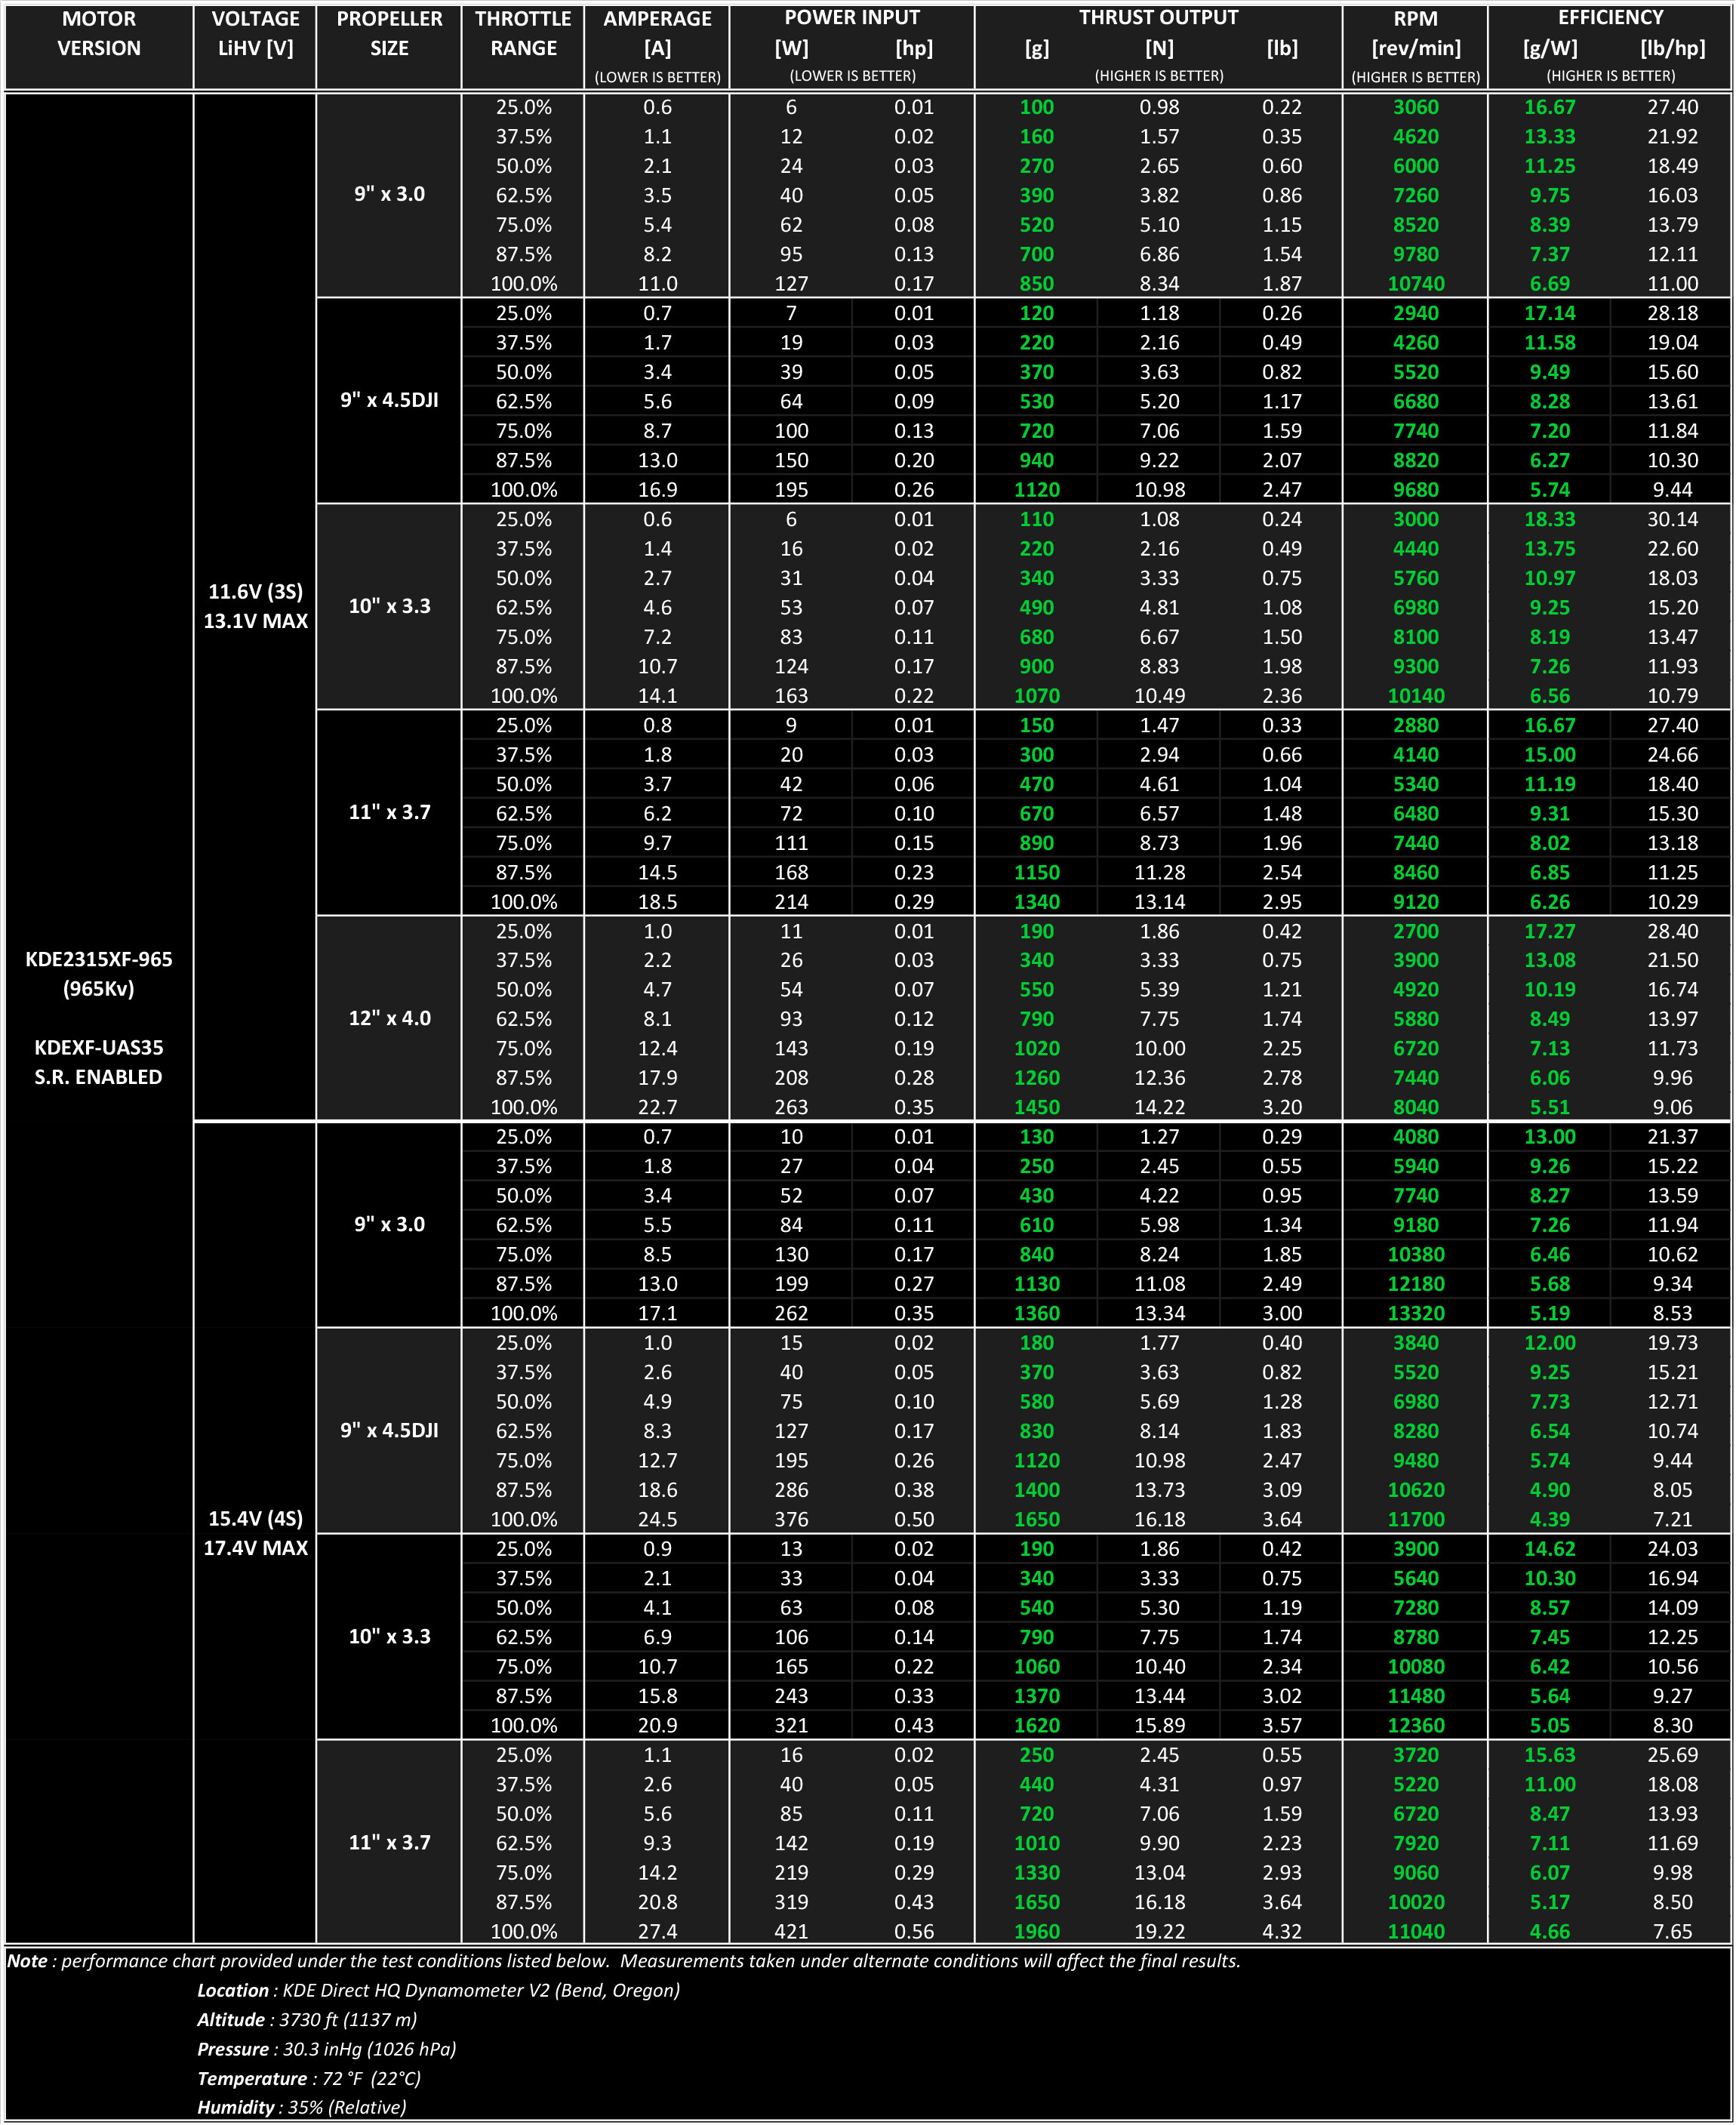 MOTOR VOLTAGE PROPELLER THROTTLE AMPERAGE POWER INPUT THRUST OUTPUT RPM EFFICIENCY
VERSION LiHV [V] SIZE RANGE [A] [W] [hp] [g] [N] [lb] [rev/min] [g/W] [lb/hp]
(LOWER IS BETTER) (LOWER IS BETTER) (HIGHER IS BETTER) (HIGHER IS BETTER) (HIGHER IS BETTER)
25.0% 0.6 6 0.01 100 0.98 0.22 3060 16.67 27.40
37.5% 1.1 12 0.02 160 1.57 0.35 4620 13.33 21.92
50.0% 2.1 24 0.03 270 2.65 0.60 6000 11.25 18.49
9" x 3.0 62.5% 3.5 40 0.05 390 3.82 0.86 7260 9.75 16.03
75.0% 5.4 62 0.08 520 5.10 1.15 8520 8.39 13.79
87.5% 8.2 95 0.13 700 6.86 1.54 9780 7.37 12.11
100.0% 11.0 127 0.17 850 8.34 1.87 10740 6.69 11.00
25.0% 0.7 7 0.01 120 1.18 0.26 2940 17.14 28.18
37.5% 1.7 19 0.03 220 2.16 0.49 4260 11.58 19.04
50.0% 3.4 39 0.05 370 3.63 0.82 5520 9.49 15.60
9" x 4.5DJI 62.5% 5.6 64 0.09 530 5.20 1.17 6680 8.28 13.61
75.0% 8.7 100 0.13 720 7.06 1.59 7740 7.20 11.84
87.5% 13.0 150 0.20 940 9.22 2.07 8820 6.27 10.30
100.0% 16.9 195 0.26 1120 10.98 2.47 9680 5.74 9.44
25.0% 0.6 6 0.01 110 1.08 0.24 3000 18.33 30.14
37.5% 1.4 16 0.02 220 2.16 0.49 4440 13.75 22.60
50.0% 2.7 31 0.04 340 3.33 0.75 5760 10.97 18.03
11.6V (3S)
10" x 3.3 62.5% 4.6 53 0.07 490 4.81 1.08 6980 9.25 15.20
13.1V MAX
75.0% 7.2 83 0.11 680 6.67 1.50 8100 8.19 13.47
87.5% 10.7 124 0.17 900 8.83 1.98 9300 7.26 11.93
100.0% 14.1 163 0.22 1070 10.49 2.36 10140 6.56 10.79
25.0% 0.8 9 0.01 150 1.47 0.33 2880 16.67 27.40
37.5% 1.8 20 0.03 300 2.94 0.66 4140 15.00 24.66
50.0% 3.7 42 0.06 470 4.61 1.04 5340 11.19 18.40
11" x 3.7 62.5% 6.2 72 0.10 670 6.57 1.48 6480 9.31 15.30
75.0% 9.7 111 0.15 890 8.73 1.96 7440 8.02 13.18
87.5% 14.5 168 0.23 1150 11.28 2.54 8460 6.85 11.25
100.0% 18.5 214 0.29 1340 13.14 2.95 9120 6.26 10.29
25.0% 1.0 11 0.01 190 1.86 0.42 2700 17.27 28.40
KDE2315XF-965 37.5% 2.2 26 0.03 340 3.33 0.75 3900 13.08 21.50
(965Kv) 50.0% 4.7 54 0.07 550 5.39 1.21 4920 10.19 16.74
12" x 4.0 62.5% 8.1 93 0.12 790 7.75 1.74 5880 8.49 13.97
KDEXF-UAS35 75.0% 12.4 143 0.19 1020 10.00 2.25 6720 7.13 11.73
S.R. ENABLED 87.5% 17.9 208 0.28 1260 12.36 2.78 7440 6.06 9.96
100.0% 22.7 263 0.35 1450 14.22 3.20 8040 5.51 9.06
25.0% 0.7 10 0.01 130 1.27 0.29 4080 13.00 21.37
37.5% 1.8 27 0.04 250 2.45 0.55 5940 9.26 15.22
50.0% 3.4 52 0.07 430 4.22 0.95 7740 8.27 13.59
9" x 3.0 62.5% 5.5 84 0.11 610 5.98 1.34 9180 7.26 11.94
75.0% 8.5 130 0.17 840 8.24 1.85 10380 6.46 10.62
87.5% 13.0 199 0.27 1130 11.08 2.49 12180 5.68 9.34
100.0% 17.1 262 0.35 1360 13.34 3.00 13320 5.19 8.53
25.0% 1.0 15 0.02 180 1.77 0.40 3840 12.00 19.73
37.5% 2.6 40 0.05 370 3.63 0.82 5520 9.25 15.21
50.0% 4.9 75 0.10 580 5.69 1.28 6980 7.73 12.71
9" x 4.5DJI 62.5% 8.3 127 0.17 830 8.14 1.83 8280 6.54 10.74
75.0% 12.7 195 0.26 1120 10.98 2.47 9480 5.74 9.44
87.5% 18.6 286 0.38 1400 13.73 3.09 10620 4.90 8.05
15.4V (4S) 100.0% 24.5 376 0.50 1650 16.18 3.64 11700 4.39 7.21
17.4V MAX 25.0% 0.9 13 0.02 190 1.86 0.42 3900 14.62 24.03
37.5% 2.1 33 0.04 340 3.33 0.75 5640 10.30 16.94
50.0% 4.1 63 0.08 540 5.30 1.19 7280 8.57 14.09
10" x 3.3 62.5% 6.9 106 0.14 790 7.75 1.74 8780 7.45 12.25
75.0% 10.7 165 0.22 1060 10.40 2.34 10080 6.42 10.56
87.5% 15.8 243 0.33 1370 13.44 3.02 11480 5.64 9.27
100.0% 20.9 321 0.43 1620 15.89 3.57 12360 5.05 8.30
25.0% 1.1 16 0.02 250 2.45 0.55 3720 15.63 25.69
37.5% 2.6 40 0.05 440 4.31 0.97 5220 11.00 18.08
50.0% 5.6 85 0.11 720 7.06 1.59 6720 8.47 13.93
11" x 3.7 62.5% 9.3 142 0.19 1010 9.90 2.23 7920 7.11 11.69
75.0% 14.2 219 0.29 1330 13.04 2.93 9060 6.07 9.98
87.5% 20.8 319 0.43 1650 16.18 3.64 10020 5.17 8.50
100.0% 27.4 421 0.56 1960 19.22 4.32 11040 4.66 7.65
Note : performance chart provided under the test conditions listed below. Measurements taken under alternate conditions will affect the final results.
Location : KDE Direct HQ Dynamometer V2 (Bend, Oregon)
Altitude : 3730 ft (1137 m)
Pressure : 30.3 inHg (1026 hPa)
Temperature : 72 °F (22°C)
Humidity : 35% (Relative)